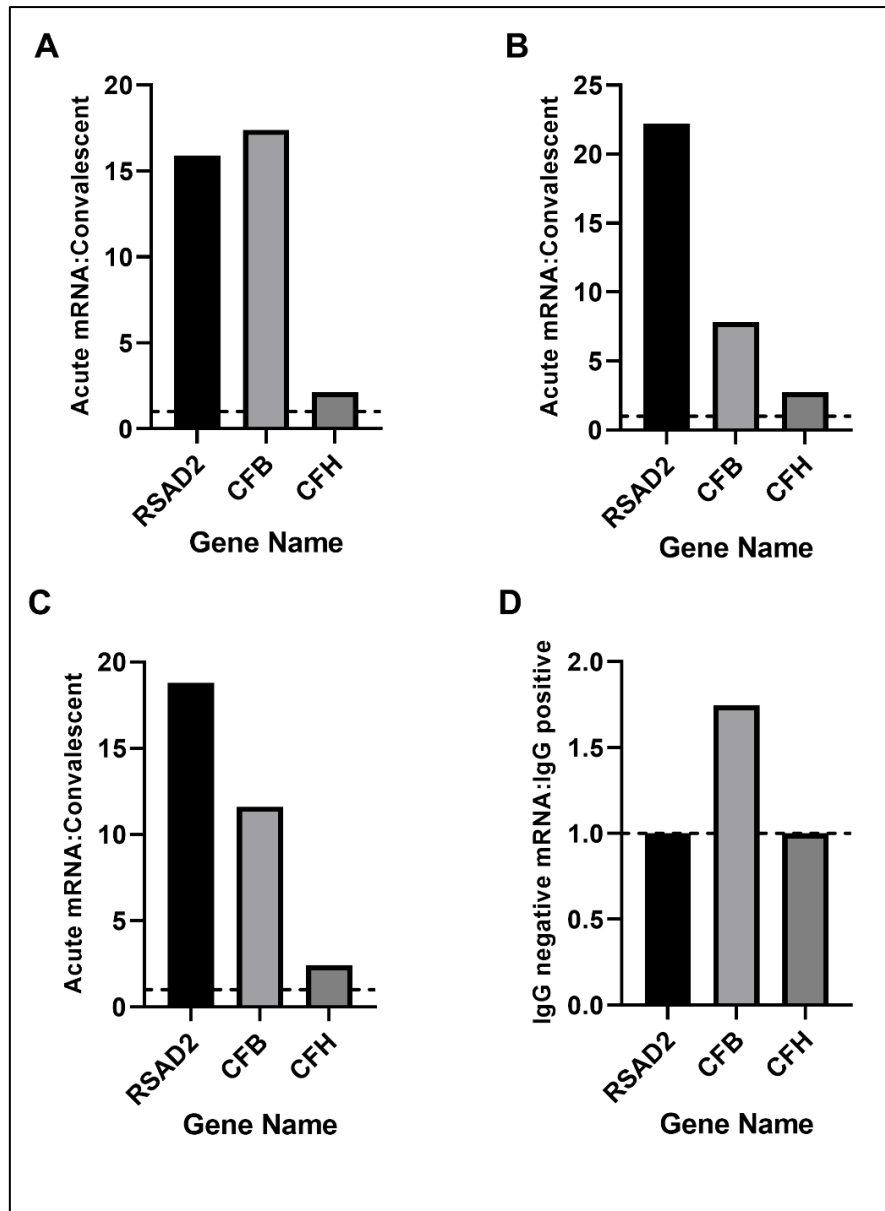 A
Acute mRNA:Convalescent
20
15
10
5
0
RSAD2
CFB
CFH
Gene Name
B
Acute mRNA:Convalescent
25
20
15
10
5
0
RSAD2
CFB
CFH
Gene Name
C
Acute mRNA:Convalescent
20
15
10
5
0
RSAD2
CFB
CFH
Gene Name
D
IgG negative mRNA:IgG positive
2.0
1.5
1.0
0.5
0.0
RSAD2
CFB
CFH
Gene Name